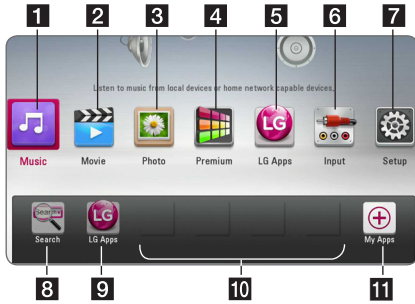 1 2 3 4 5 6 7
Listen to music from local devices or home network capable devices.
LG
Music Movie Photo Premium LG Apps Input Setup
Search LG
Search LG Apps My Apps
8 9 10 11